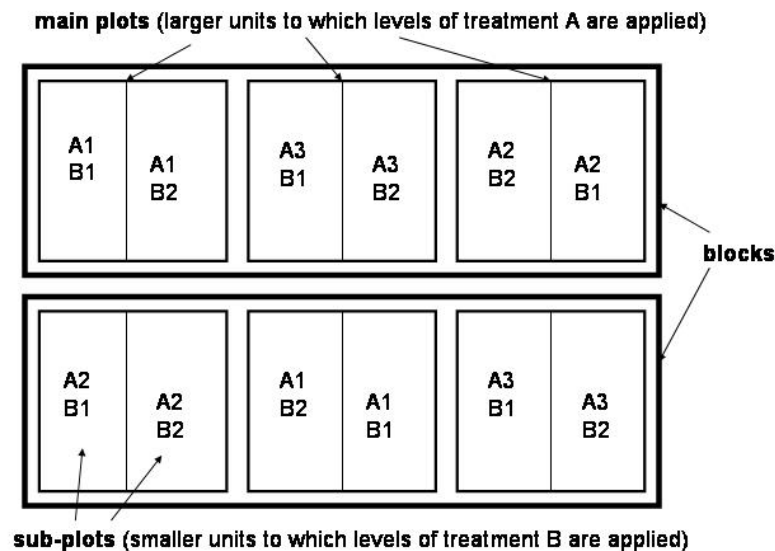 main plots (larger units to which levels of treatment A are applied)
A1
B1
A1
B2
A3
B1
A3
B2
A2
B2
A2
B1
blocks
A2
B1
A2
B2
A1
B2
A1
B1
A3
B1
A3
B2
sub-plots (smaller units to which levels of treatment B are applied)